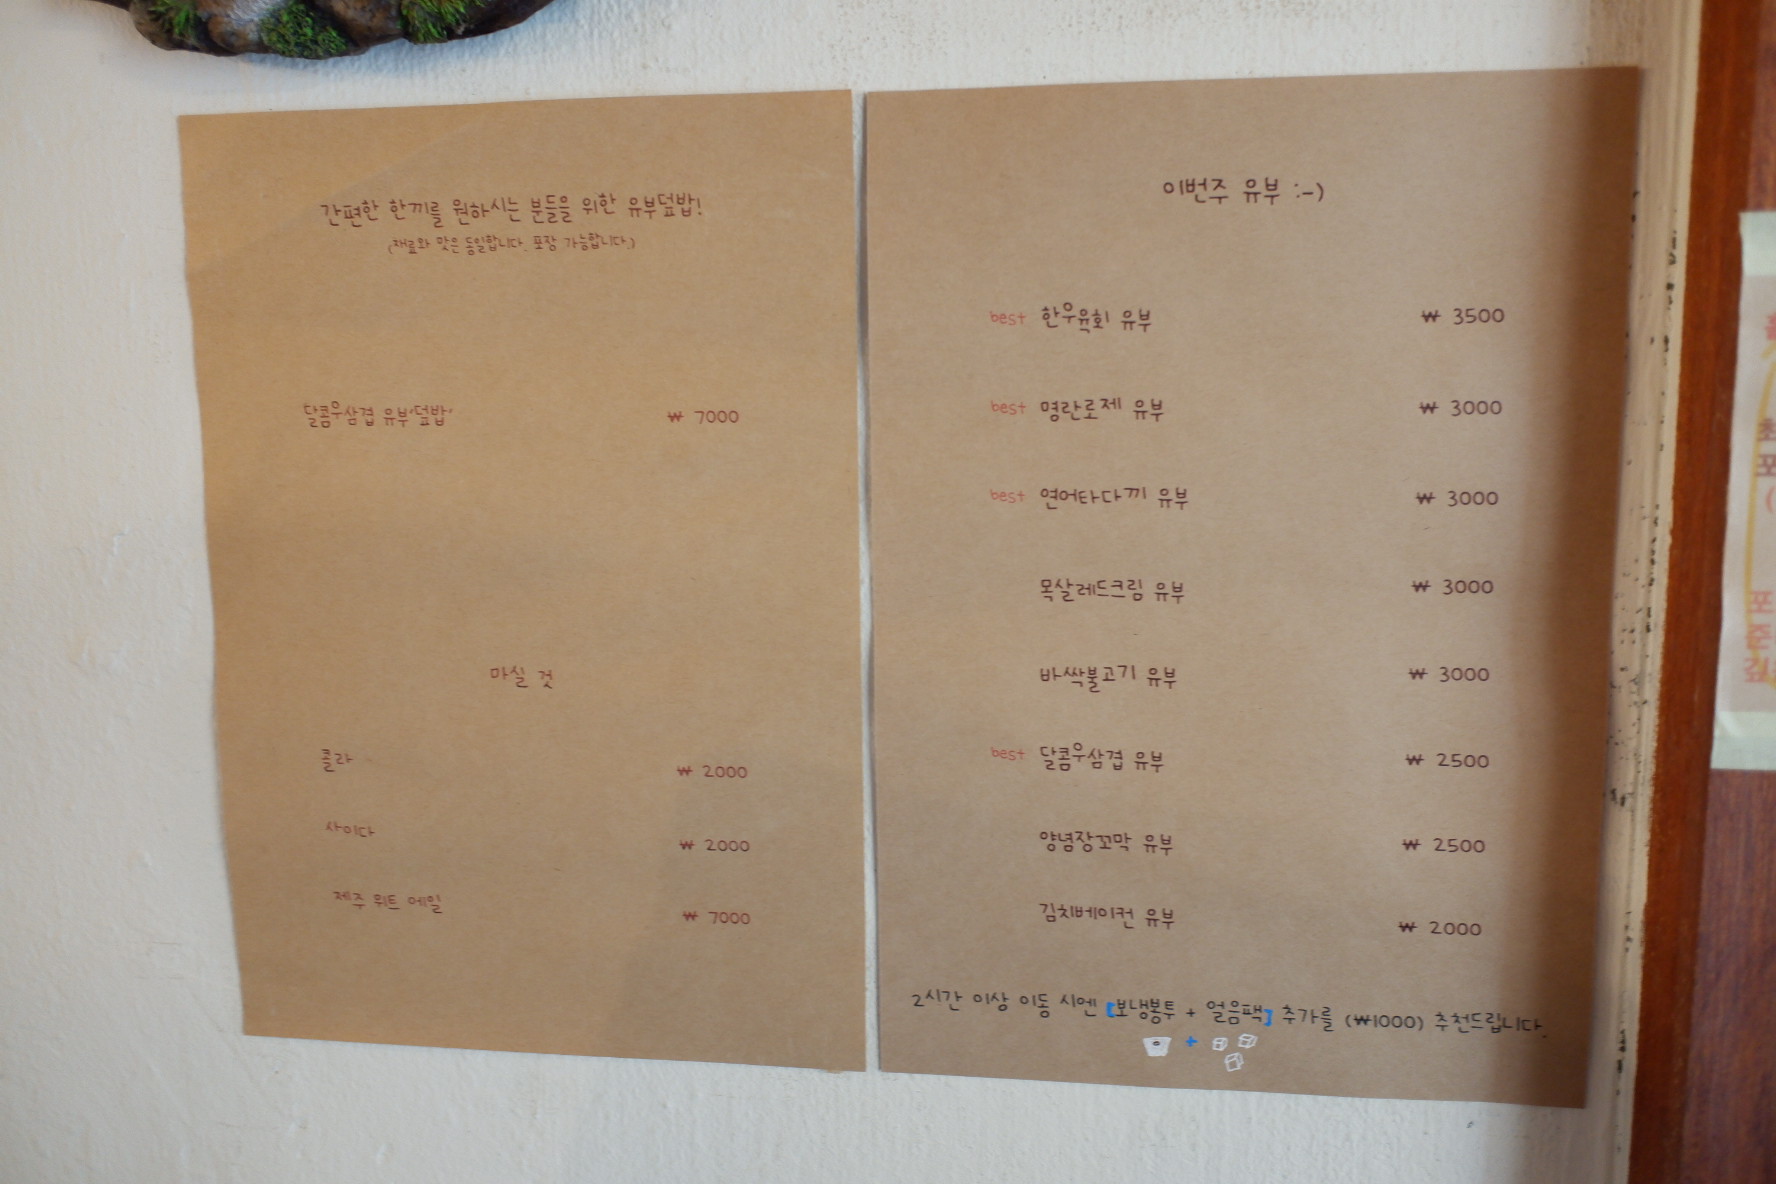 간편한 한끼를 원하시는 분들을 위한 유부덮밥!
(재료와 맛은 동일합니다. 포장 가능합니다.)
달콤우삼겹 유부'덮밥' ₩ 7000
마실 것
콜라 ₩ 2000
사이다 ₩ 2000
제주 위트 에일 ₩ 7000
이번주 유부 :-)
best 한우육회 유부 ₩ 3500
best 명란로제 유부 ₩ 3000
best 연어타다끼 유부 ₩ 3000
목살레드크림 유부 ₩ 3000
바싹불고기 유부 ₩ 3000
best 달콤우삼겹 유부 ₩ 2500
양념장꼬막 유부 ₩ 2500
김치베이컨 유부 ₩ 2000
2시간 이상 이동 시엔 [보냉봉투 + 얼음팩] 추가를 (₩1000) 추천드립니다.
+